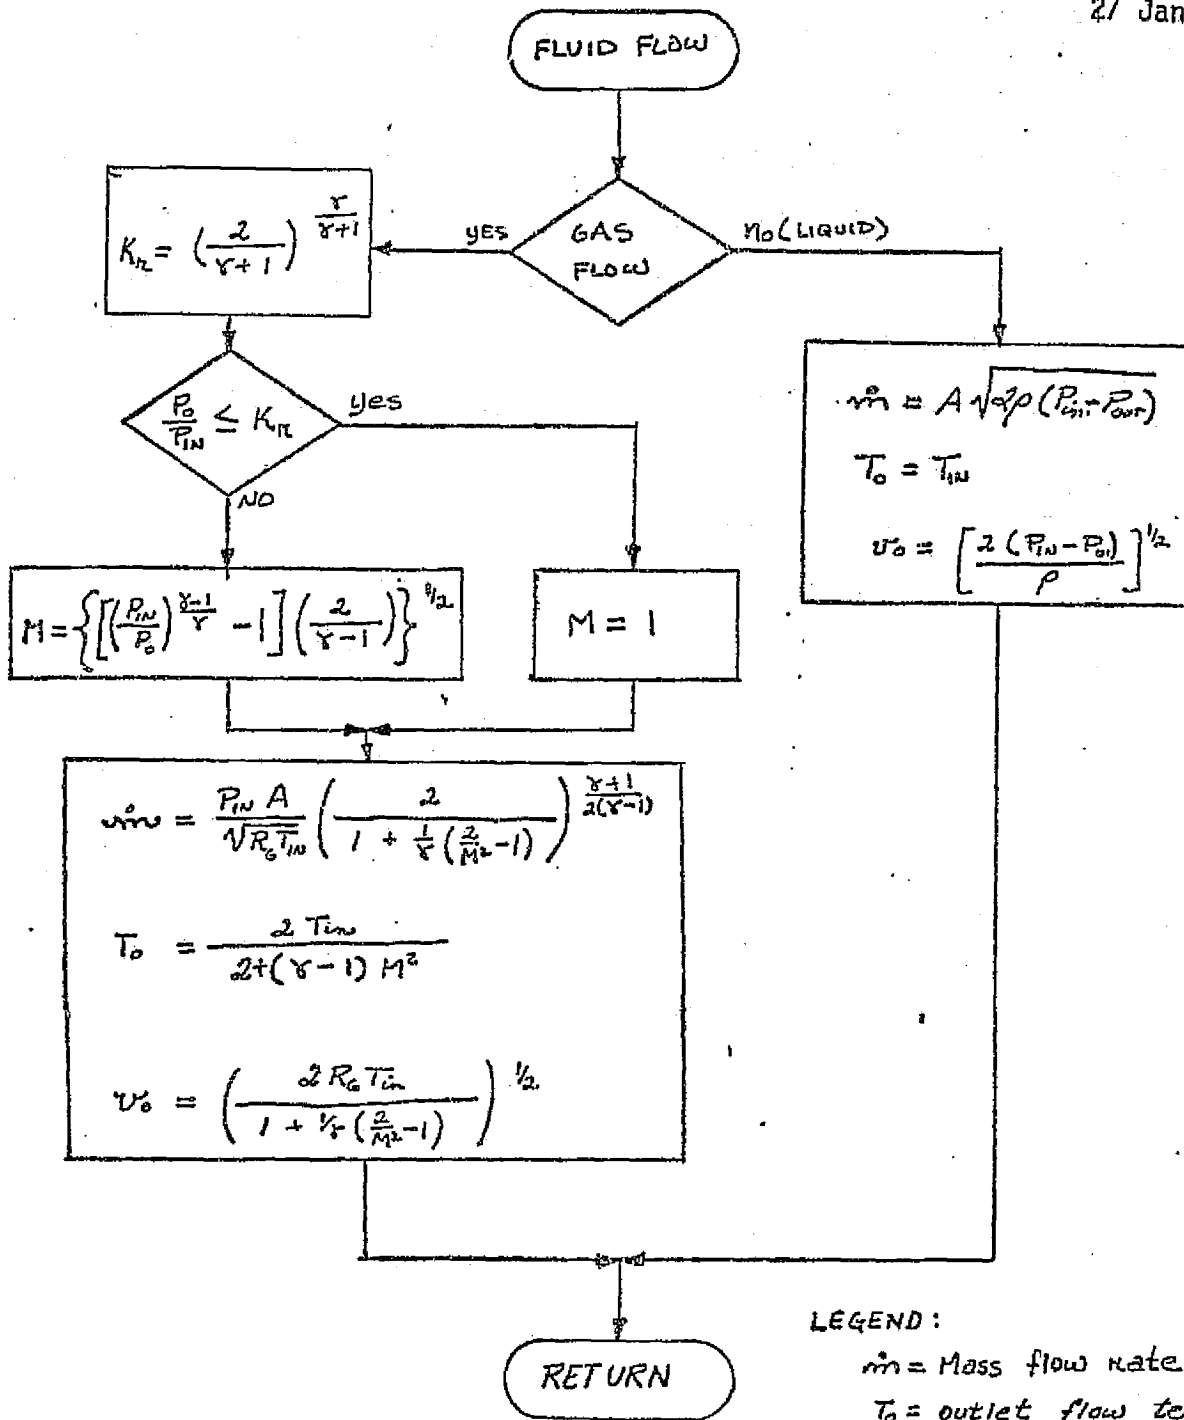 27 Jan
FLUID FLOW
GAS
FLOW
yES
no (LIQUID)
K_r = (2/(γ+1))^(γ/(γ+1))
P_o/P_IN ≤ K_r
yes
NO
ṁ = A √(2ρ(P_in-P_out))
T_o = T_IN
v_o = [2(P_IN-P_o)/ρ]^(1/2)
M = {[(P_IN/P_o)^((γ-1)/γ) - 1](2/(γ-1))}^(1/2)
M = 1
ṁ = (P_IN A/√(R_G T_IN)) (2/(1 + 1/γ (2/M² - 1)))^((γ+1)/(2(γ-1)))
T_o = 2 T_in/(2+(γ-1) M²)
v_o = (2 R_G T_in/(1 + 1/γ (2/M² - 1)))^(1/2)
RETURN
LEGEND:
ṁ = Mass flow rate
T_o = outlet flow te